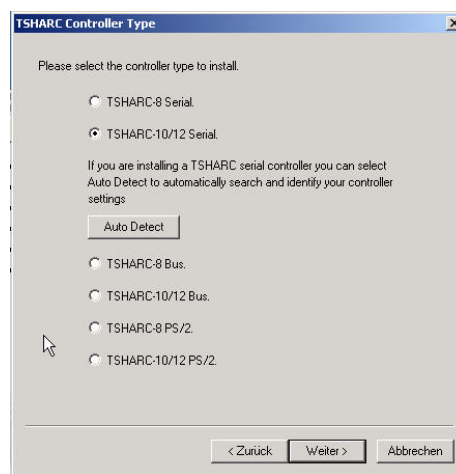 TSHARC Controller Type
Please select the controller type to install.
TSHARC-8 Serial.
TSHARC-10/12 Serial.
If you are installing a TSHARC serial controller you can select
Auto Detect to automatically search and identify your controller
settings
Auto Detect
TSHARC-8 Bus.
TSHARC-10/12 Bus.
TSHARC-8 PS/2.
TSHARC-10/12 PS/2.
< Zurück
Weiter >
Abbrechen